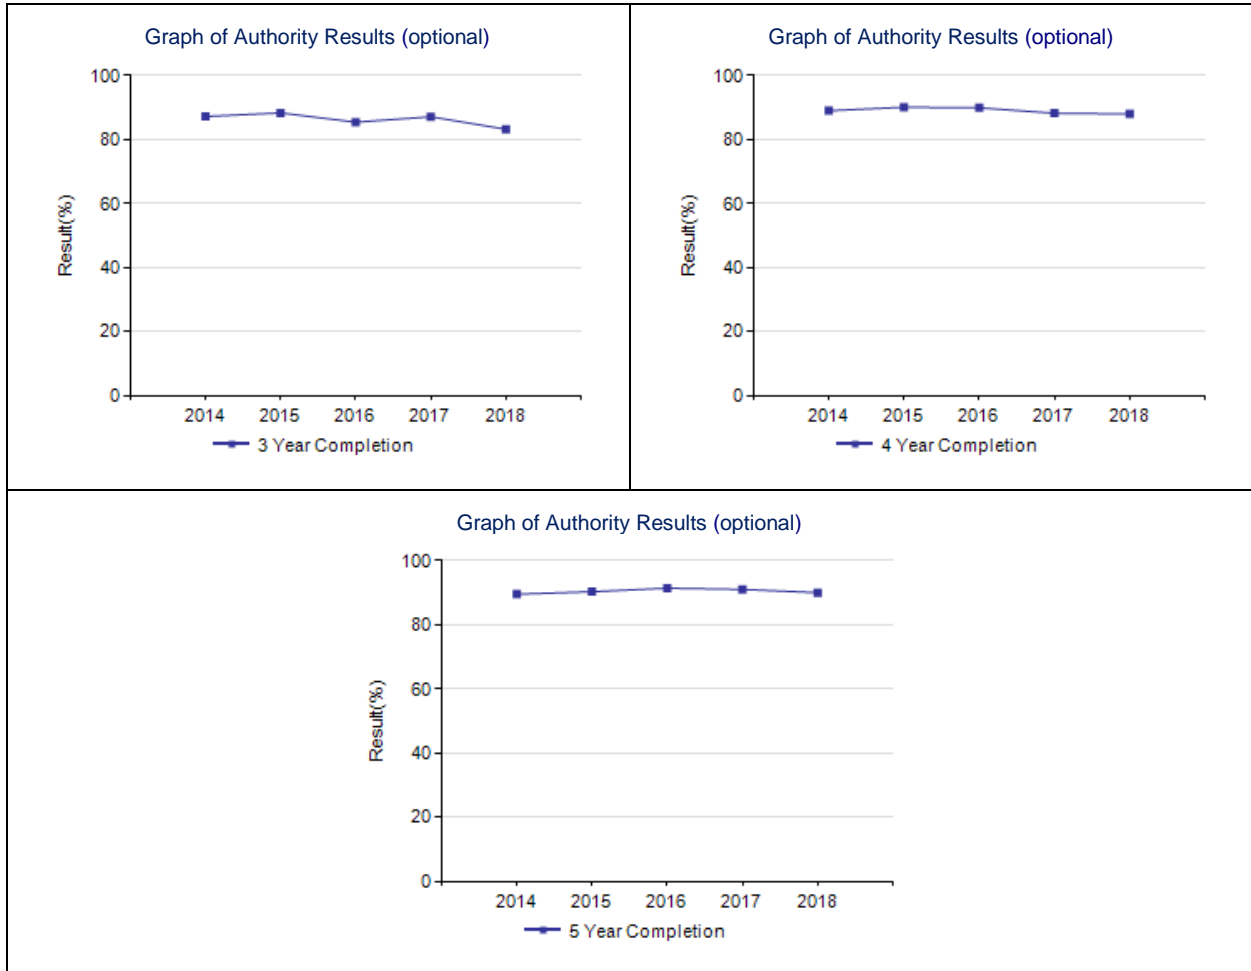 Graph of Authority Results (optional)
100
80
60
40
20
0
Result(%)
2014 2015 2016 2017 2018
3 Year Completion
Graph of Authority Results (optional)
100
80
60
40
20
0
Result(%)
2014 2015 2016 2017 2018
4 Year Completion
Graph of Authority Results (optional)
100
80
60
40
20
0
Result(%)
2014 2015 2016 2017 2018
5 Year Completion